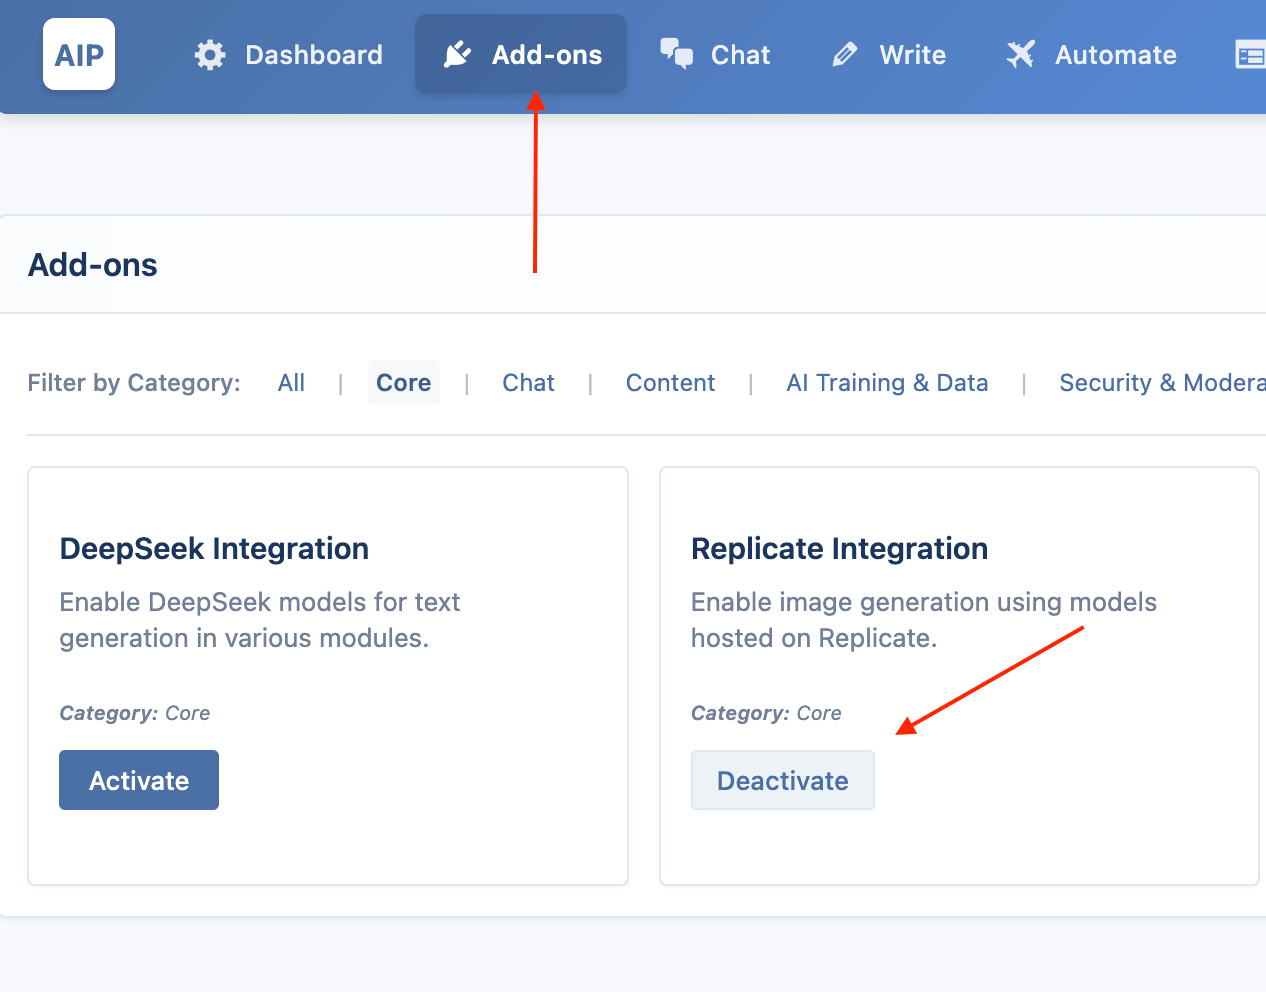 AIP Dashboard Add-ons Chat Write Automate
Add-ons
Filter by Category: All | Core | Chat | Content | AI Training & Data | Security & Modera
DeepSeek Integration
Enable DeepSeek models for text
generation in various modules.
Category: Core
Activate
Replicate Integration
Enable image generation using models
hosted on Replicate.
Category: Core
Deactivate